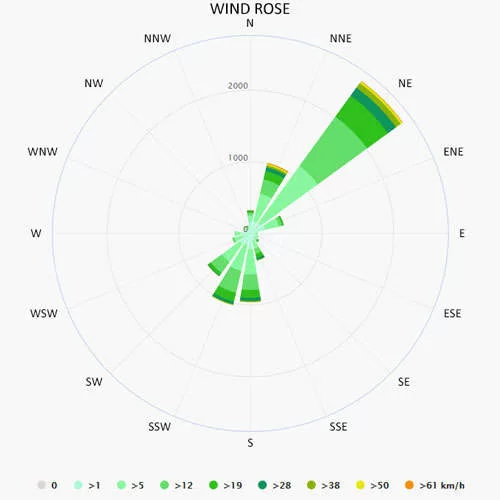 WIND ROSE
N
NNW
NNE
NW
NE
2000
WNW
ENE
1000
0
W
E
WSW
ESE
SW
SE
SSW
SSE
S
0
>1
>5
>12
>19
>28
>38
>50
>61 km/h